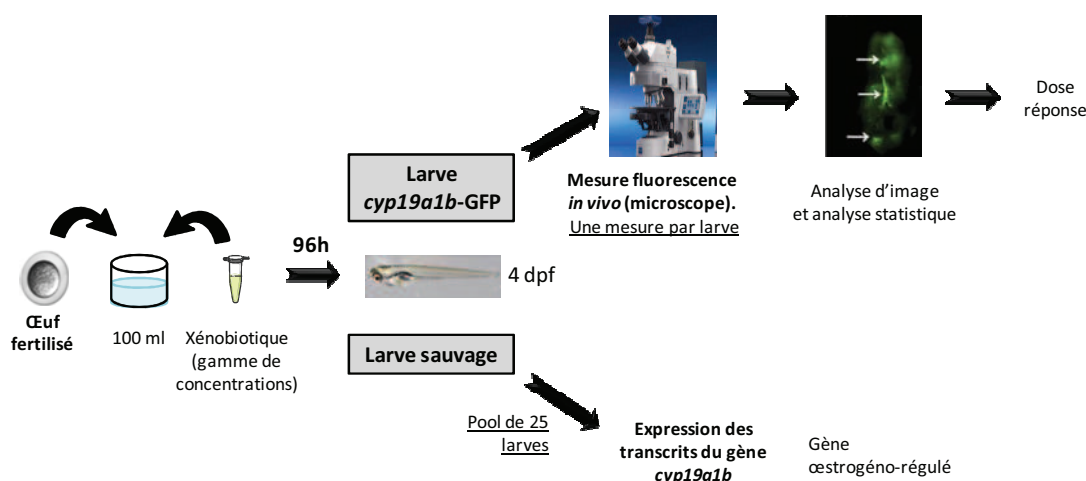 Œuf
fertilisé
100 ml
Xénobiotique
(gamme de
concentrations)
96h
Larve
cyp19a1b-GFP
4 dpf
Larve sauvage
Mesure fluorescence
in vivo (microscope).
Une mesure par larve
Analyse d’image
et analyse statistique
Dose
réponse
Pool de 25
larves
Expression des
transcrits du gène
cyp19a1b
Gène
œstrogéno-régulé